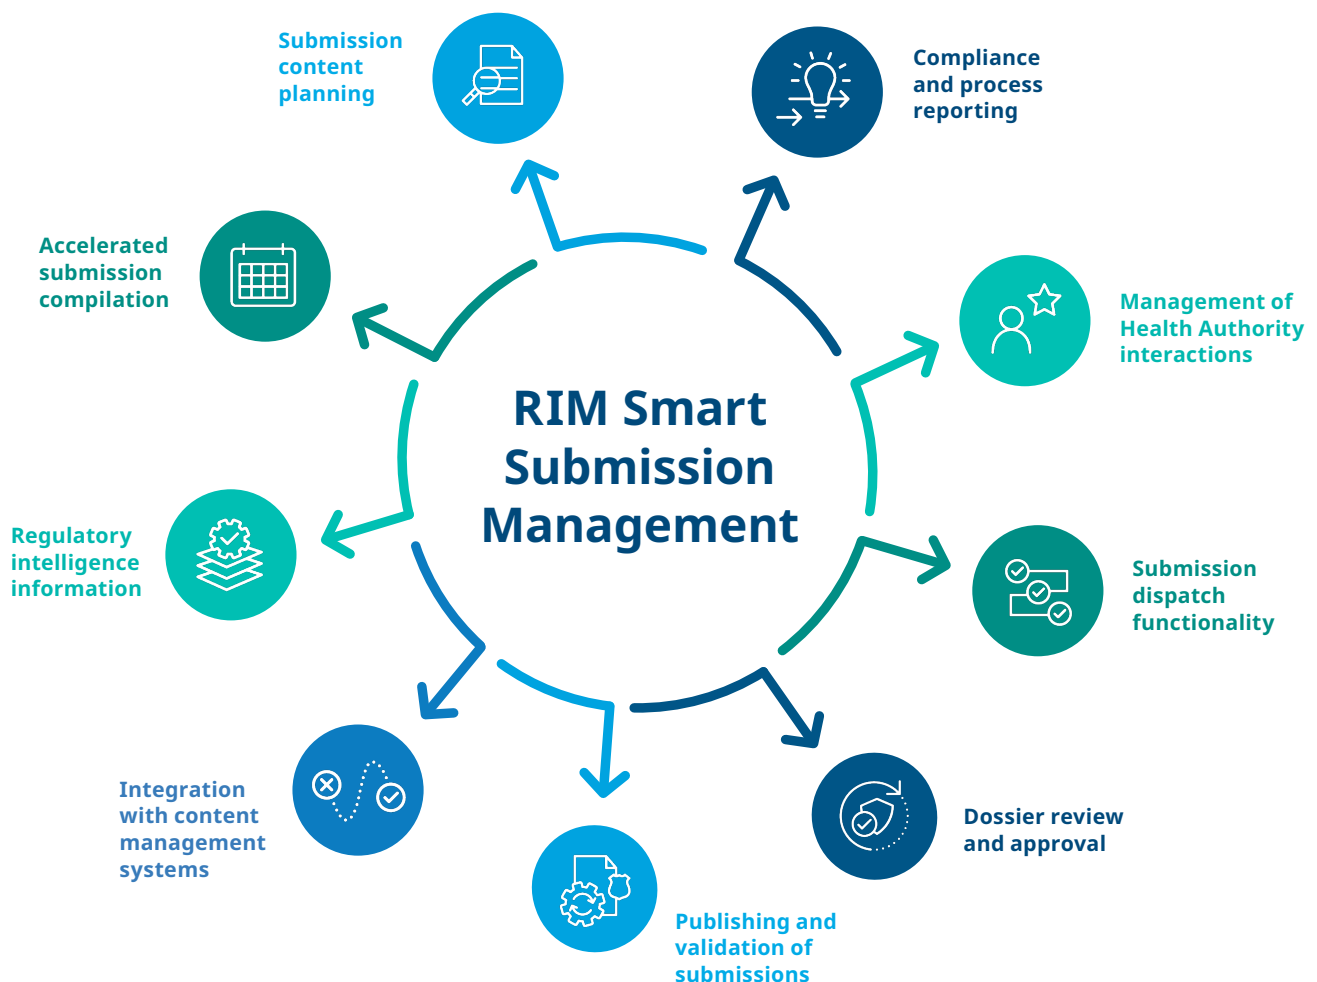 Submission
content
planning
Compliance
and process
reporting
Accelerated
submission
compilation
Management of
Health Authority
interactions
RIM Smart
Submission
Management
Regulatory
intelligence
information
Submission
dispatch
functionality
Integration
with content
management
systems
Dossier review
and approval
Publishing and
validation of
submissions